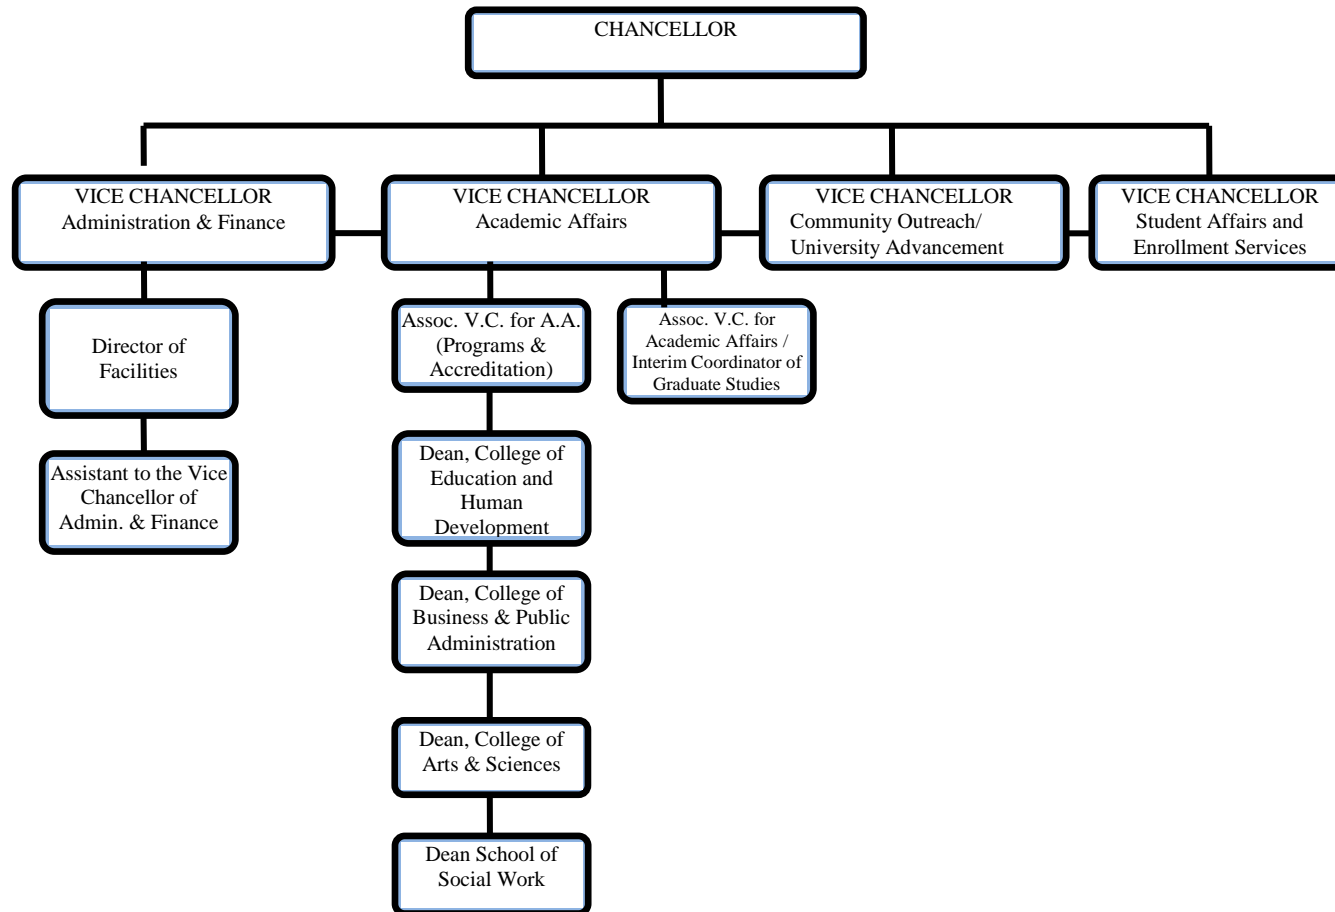 CHANCELLOR
VICE CHANCELLOR
Administration & Finance
VICE CHANCELLOR
Academic Affairs
VICE CHANCELLOR
Community Outreach/
University Advancement
VICE CHANCELLOR
Student Affairs and
Enrollment Services
Director of
Facilities
Assoc. V.C. for A.A.
(Programs &
Accreditation)
Assoc. V.C. for
Academic Affairs /
Interim Coordinator of
Graduate Studies
Assistant to the Vice
Chancellor of
Admin. & Finance
Dean, College of
Education and
Human
Development
Dean, College of
Business & Public
Administration
Dean, College of
Arts & Sciences
Dean School of
Social Work